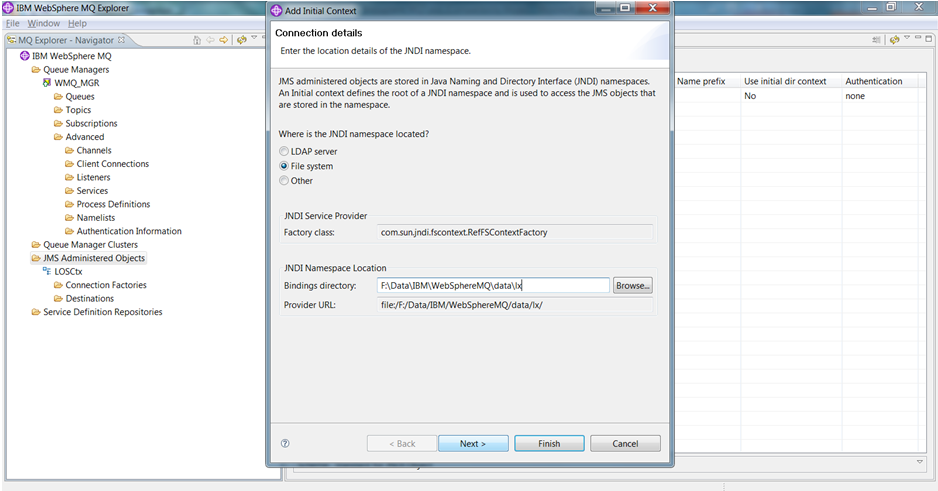 IBM WebSphere MQ Explorer
File Window Help
MQ Explorer - Navigator
IBM WebSphere MQ
Queue Managers
WMQ_MGR
Queues
Topics
Subscriptions
Advanced
Channels
Client Connections
Listeners
Services
Process Definitions
Namelists
Authentication Information
Queue Manager Clusters
JMS Administered Objects
LOSCtx
Connection Factories
Destinations
Service Definition Repositories
Add Initial Context
Connection details
Enter the location details of the JNDI namespace.
JMS administered objects are stored in Java Naming and Directory Interface (JNDI) namespaces.
An Initial context defines the root of a JNDI namespace and is used to access the JMS objects that
are stored in the namespace.
Where is the JNDI namespace located?
LDAP server
File system
Other
JNDI Service Provider
Factory class: com.sun.jndi.fscontext.RefFSContextFactory
JNDI Namespace Location
Bindings directory: F:\Data\IBM\WebSphereMQ\data\lx Browse...
Provider URL: file:/F:/Data/IBM/WebSphereMQ/data/lx/
< Back Next > Finish Cancel
Name prefix Use initial dir context Authentication
No none